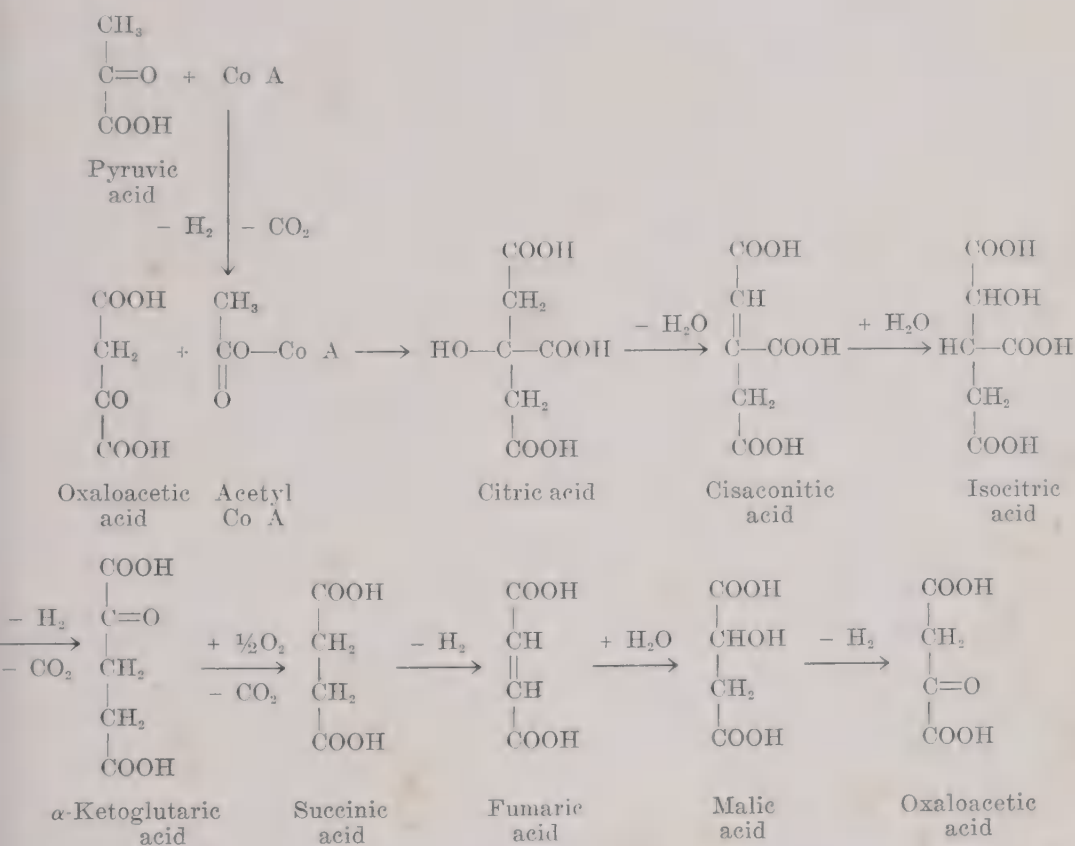 CH₃
|
C=O + Co A
|
COOH
Pyruvic
acid
− H₂ − CO₂
COOH
|
CH₂
|
CO
|
COOH
Oxaloacetic
acid
+
CH₃
|
CO—Co A
||
O
Acetyl
Co A
→
COOH
|
CH₂
|
HO—C—COOH
|
CH₂
|
COOH
Citric acid
− H₂O
→
COOH
|
CH
||
C—COOH
|
CH₂
|
COOH
Cisaconitic
acid
+ H₂O
→
COOH
|
CHOH
|
HC—COOH
|
CH₂
|
COOH
Isocitric
acid
− H₂
→
− CO₂
COOH
|
C=O
|
CH₂
|
CH₂
|
COOH
α-Ketoglutaric
acid
+ ½O₂
→
− CO₂
COOH
|
CH₂
|
CH₂
|
COOH
Succinic
acid
− H₂
→
COOH
|
CH
||
CH
|
COOH
Fumaric
acid
+ H₂O
→
COOH
|
CHOH
|
CH₂
|
COOH
Malic
acid
− H₂
→
COOH
|
CH₂
|
C=O
|
COOH
Oxaloacetic
acid